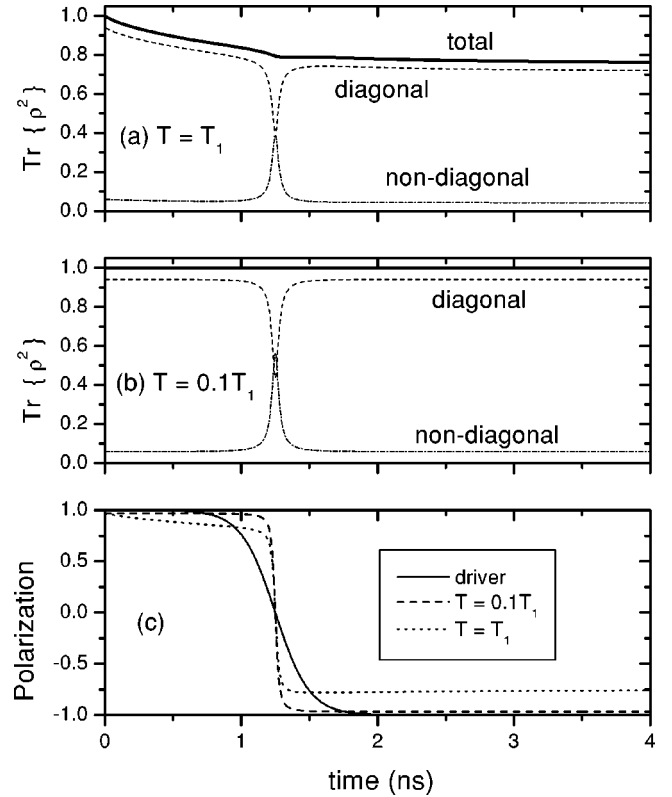 1.0
total
0.8
diagonal
0.6
Tr { ρ² }
0.4
(a) T = T₁
non-diagonal
0.2
0.0
1.0
diagonal
0.8
0.6
Tr { ρ² }
0.4
(b) T = 0.1T₁
non-diagonal
0.2
0.0
1.0
0.5
driver
T = 0.1T₁
T = T₁
Polarization
0.0
(c)
-0.5
-1.0
0 1 2 3 4
time (ns)